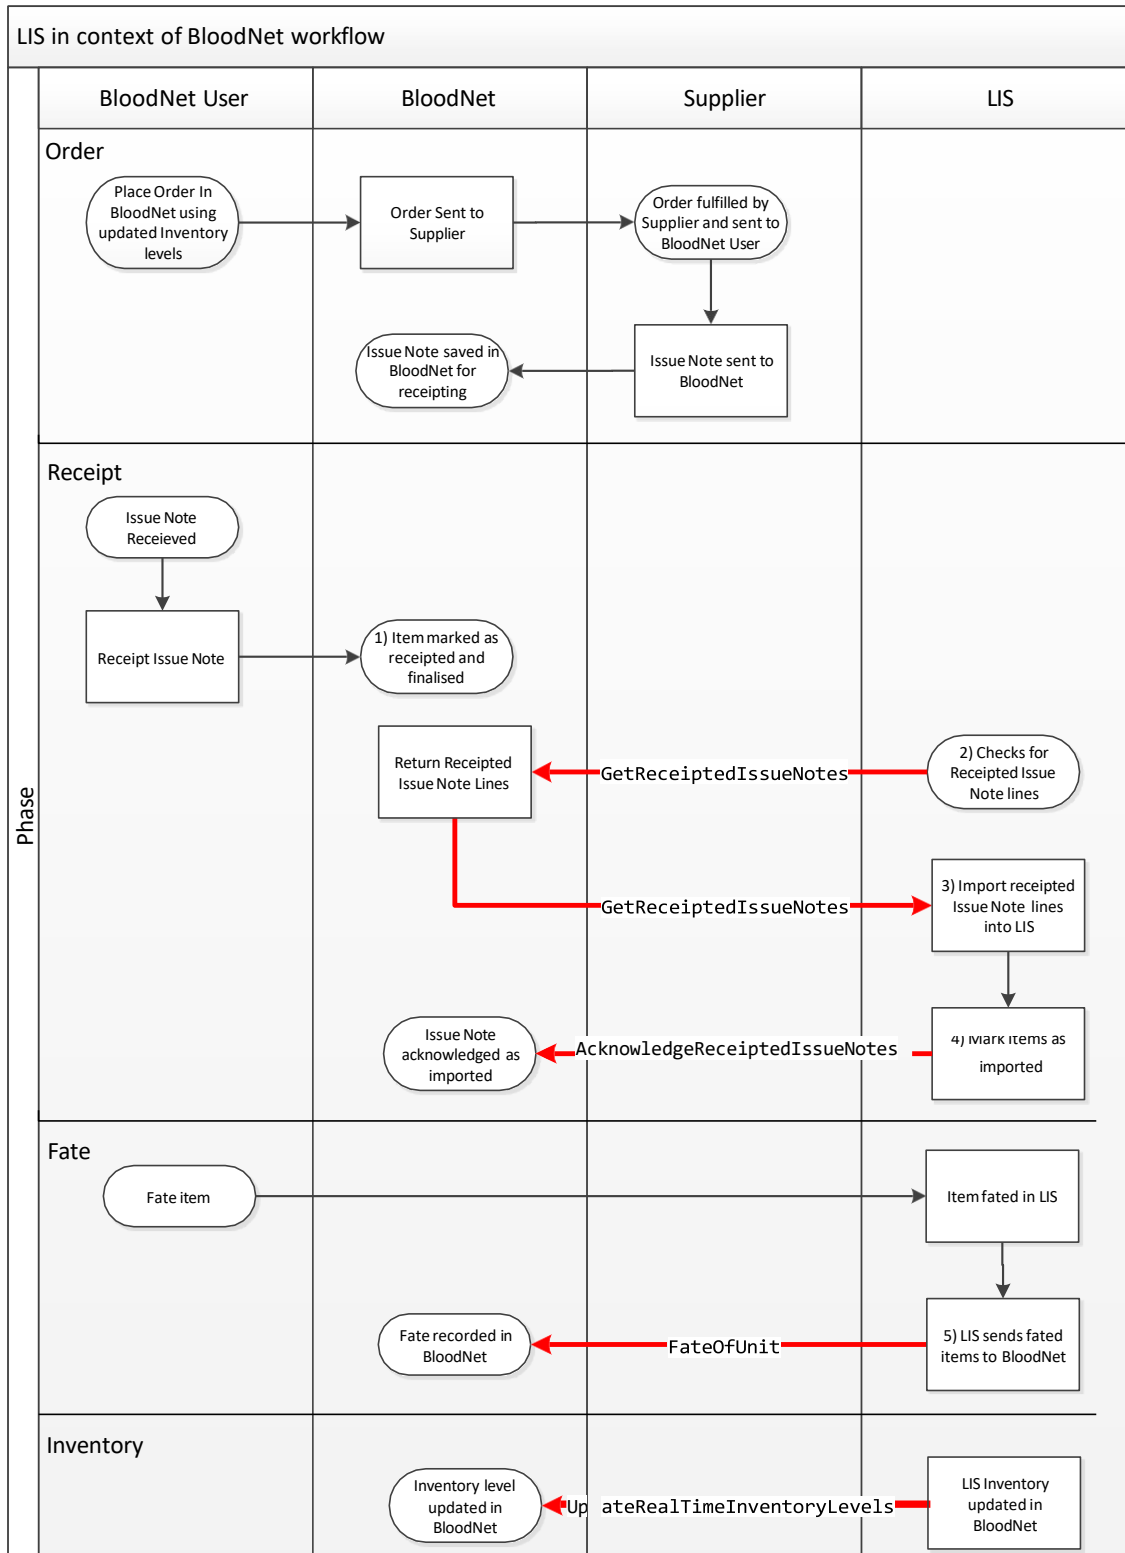 LIS in context of BloodNet workflow
BloodNet User
BloodNet
Supplier
LIS
Phase
Order
Place Order In
BloodNet using
updated Inventory
levels
Order Sent to
Supplier
Order fulfilled by
Supplier and sent to
BloodNet User
Issue Note saved in
BloodNet for
receipting
Issue Note sent to
BloodNet
Receipt
Issue Note
Receieved
Receipt Issue Note
1) Item marked as
receipted and
finalised
Return Receipted
Issue Note Lines
GetReceiptedIssueNotes
2) Checks for
Receipted Issue
Note lines
GetReceiptedIssueNotes
3) Import receipted
Issue Note lines
into LIS
Issue Note
acknowledged as
imported
AcknowledgeReceiptedIssueNotes
4) Mark items as
imported
Fate
Fate item
Item fated in LIS
Fate recorded in
BloodNet
FateOfUnit
5) LIS sends fated
items to BloodNet
Inventory
Inventory level
updated in
BloodNet
Up ateRealTimeInventoryLevels
LIS Inventory
updated in
BloodNet